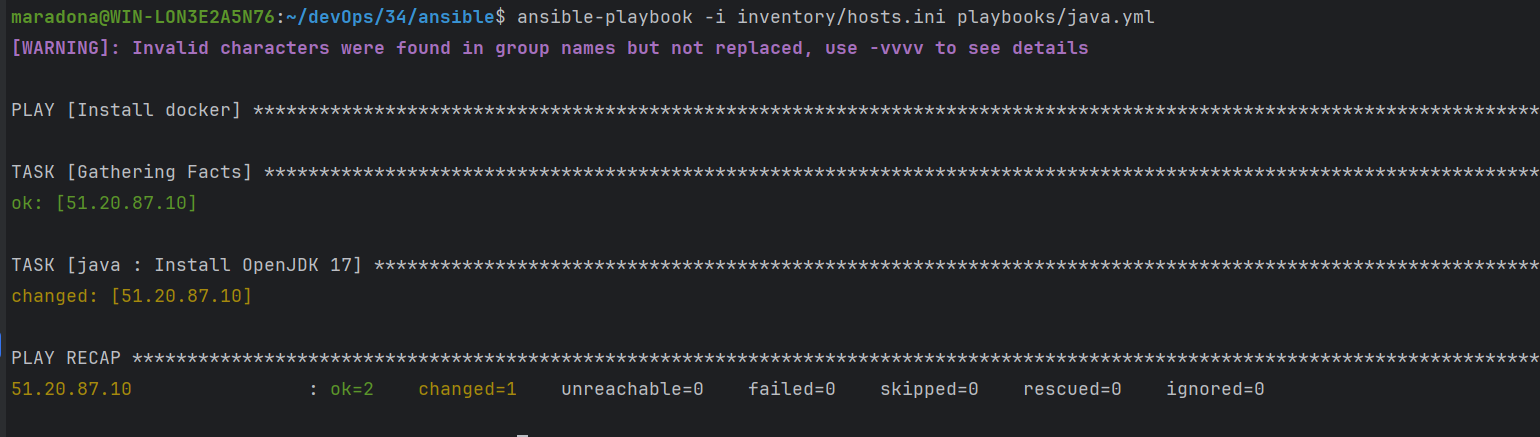 maradona@WIN-LON3E2A5N76:~/devOps/34/ansible$ ansible-playbook -i inventory/hosts.ini playbooks/java.yml
[WARNING]: Invalid characters were found in group names but not replaced, use -vvvv to see details
PLAY [Install docker] *********************************************************************************************************************
TASK [Gathering Facts] ********************************************************************************************************************
ok: [51.20.87.10]
TASK [java : Install OpenJDK 17] **********************************************************************************************************
changed: [51.20.87.10]
PLAY RECAP ********************************************************************************************************************************
51.20.87.10                : ok=2    changed=1    unreachable=0    failed=0    skipped=0    rescued=0    ignored=0